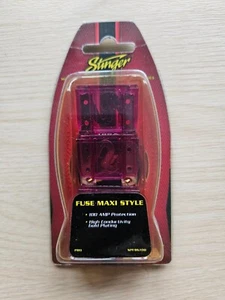 Stinger
FUSE MAXI STYLE
• 100 AMP Protection
• High Conductivity
Gold Plating